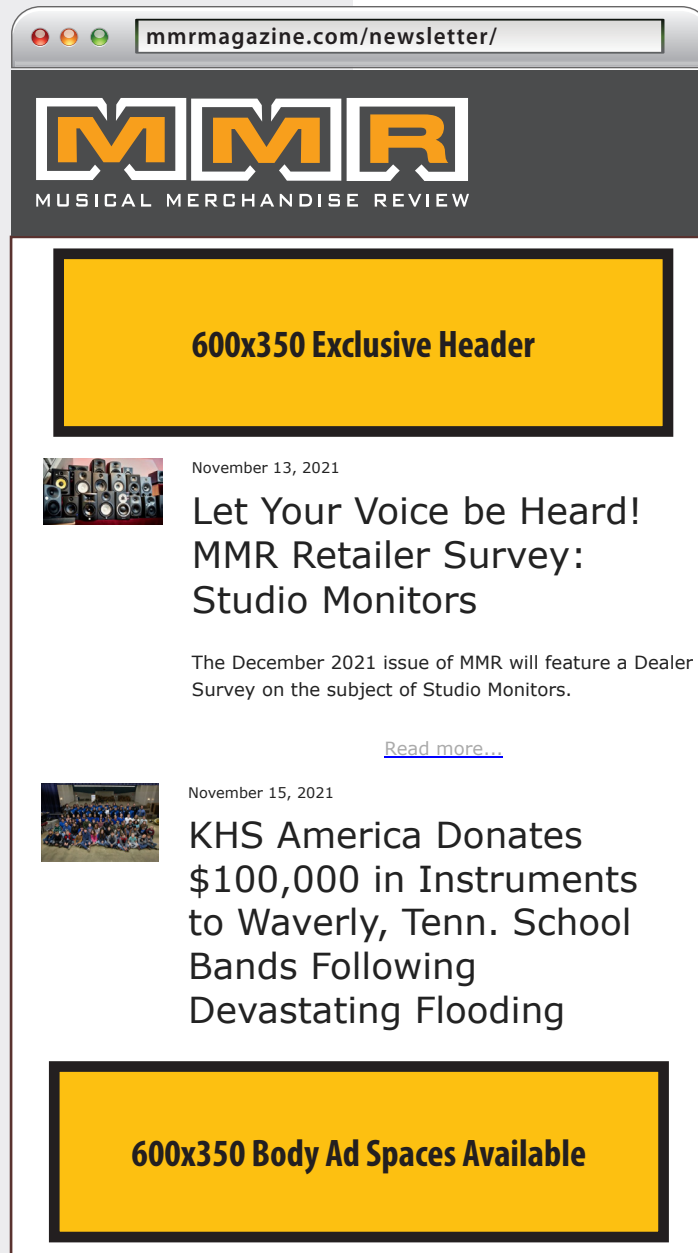 mmrmagazine.com/newsletter/
MMR
MUSICAL MERCHANDISE REVIEW
600x350 Exclusive Header
November 13, 2021
Let Your Voice be Heard!
MMR Retailer Survey:
Studio Monitors
The December 2021 issue of MMR will feature a Dealer
Survey on the subject of Studio Monitors.
Read more...
November 15, 2021
KHS America Donates
$100,000 in Instruments
to Waverly, Tenn. School
Bands Following
Devastating Flooding
600x350 Body Ad Spaces Available